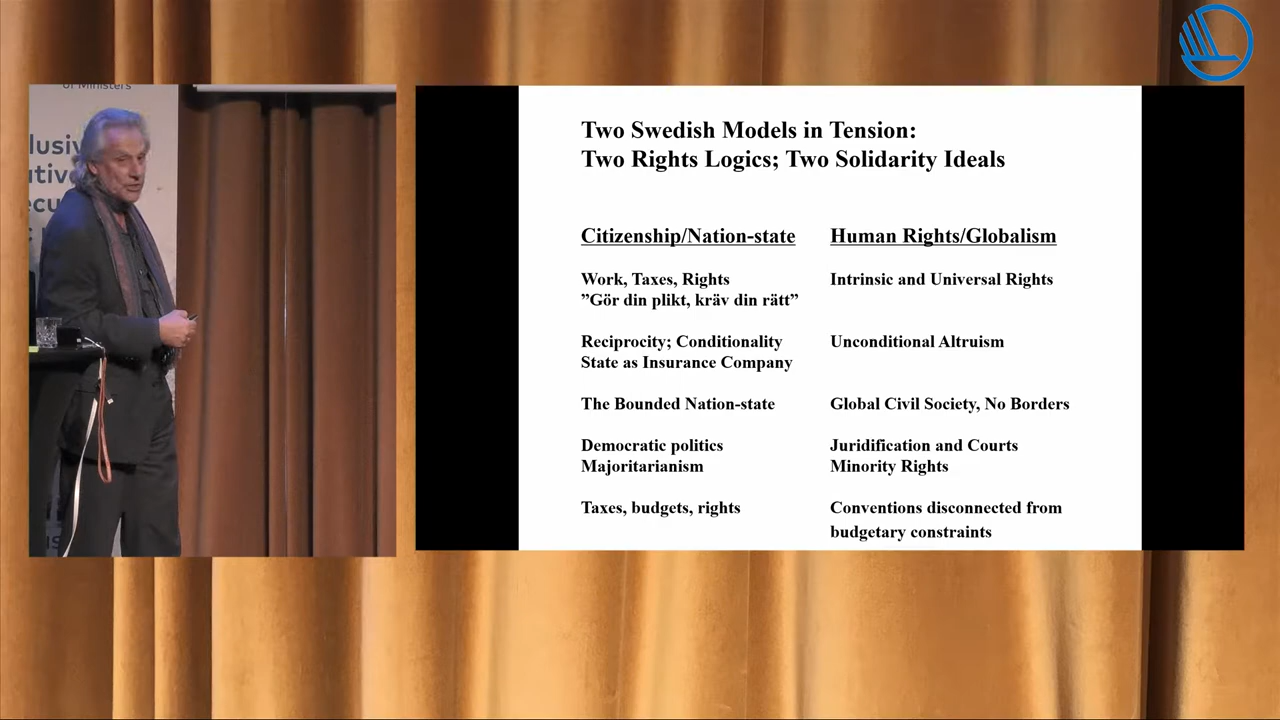 of Ministers
Two Swedish Models in Tension:
Two Rights Logics; Two Solidarity Ideals
Citizenship/Nation-state
Human Rights/Globalism
Work, Taxes, Rights
”Gör din plikt, kräv din rätt”
Intrinsic and Universal Rights
Reciprocity; Conditionality
State as Insurance Company
Unconditional Altruism
The Bounded Nation-state
Global Civil Society, No Borders
Democratic politics
Majoritarianism
Juridification and Courts
Minority Rights
Taxes, budgets, rights
Conventions disconnected from
budgetary constraints